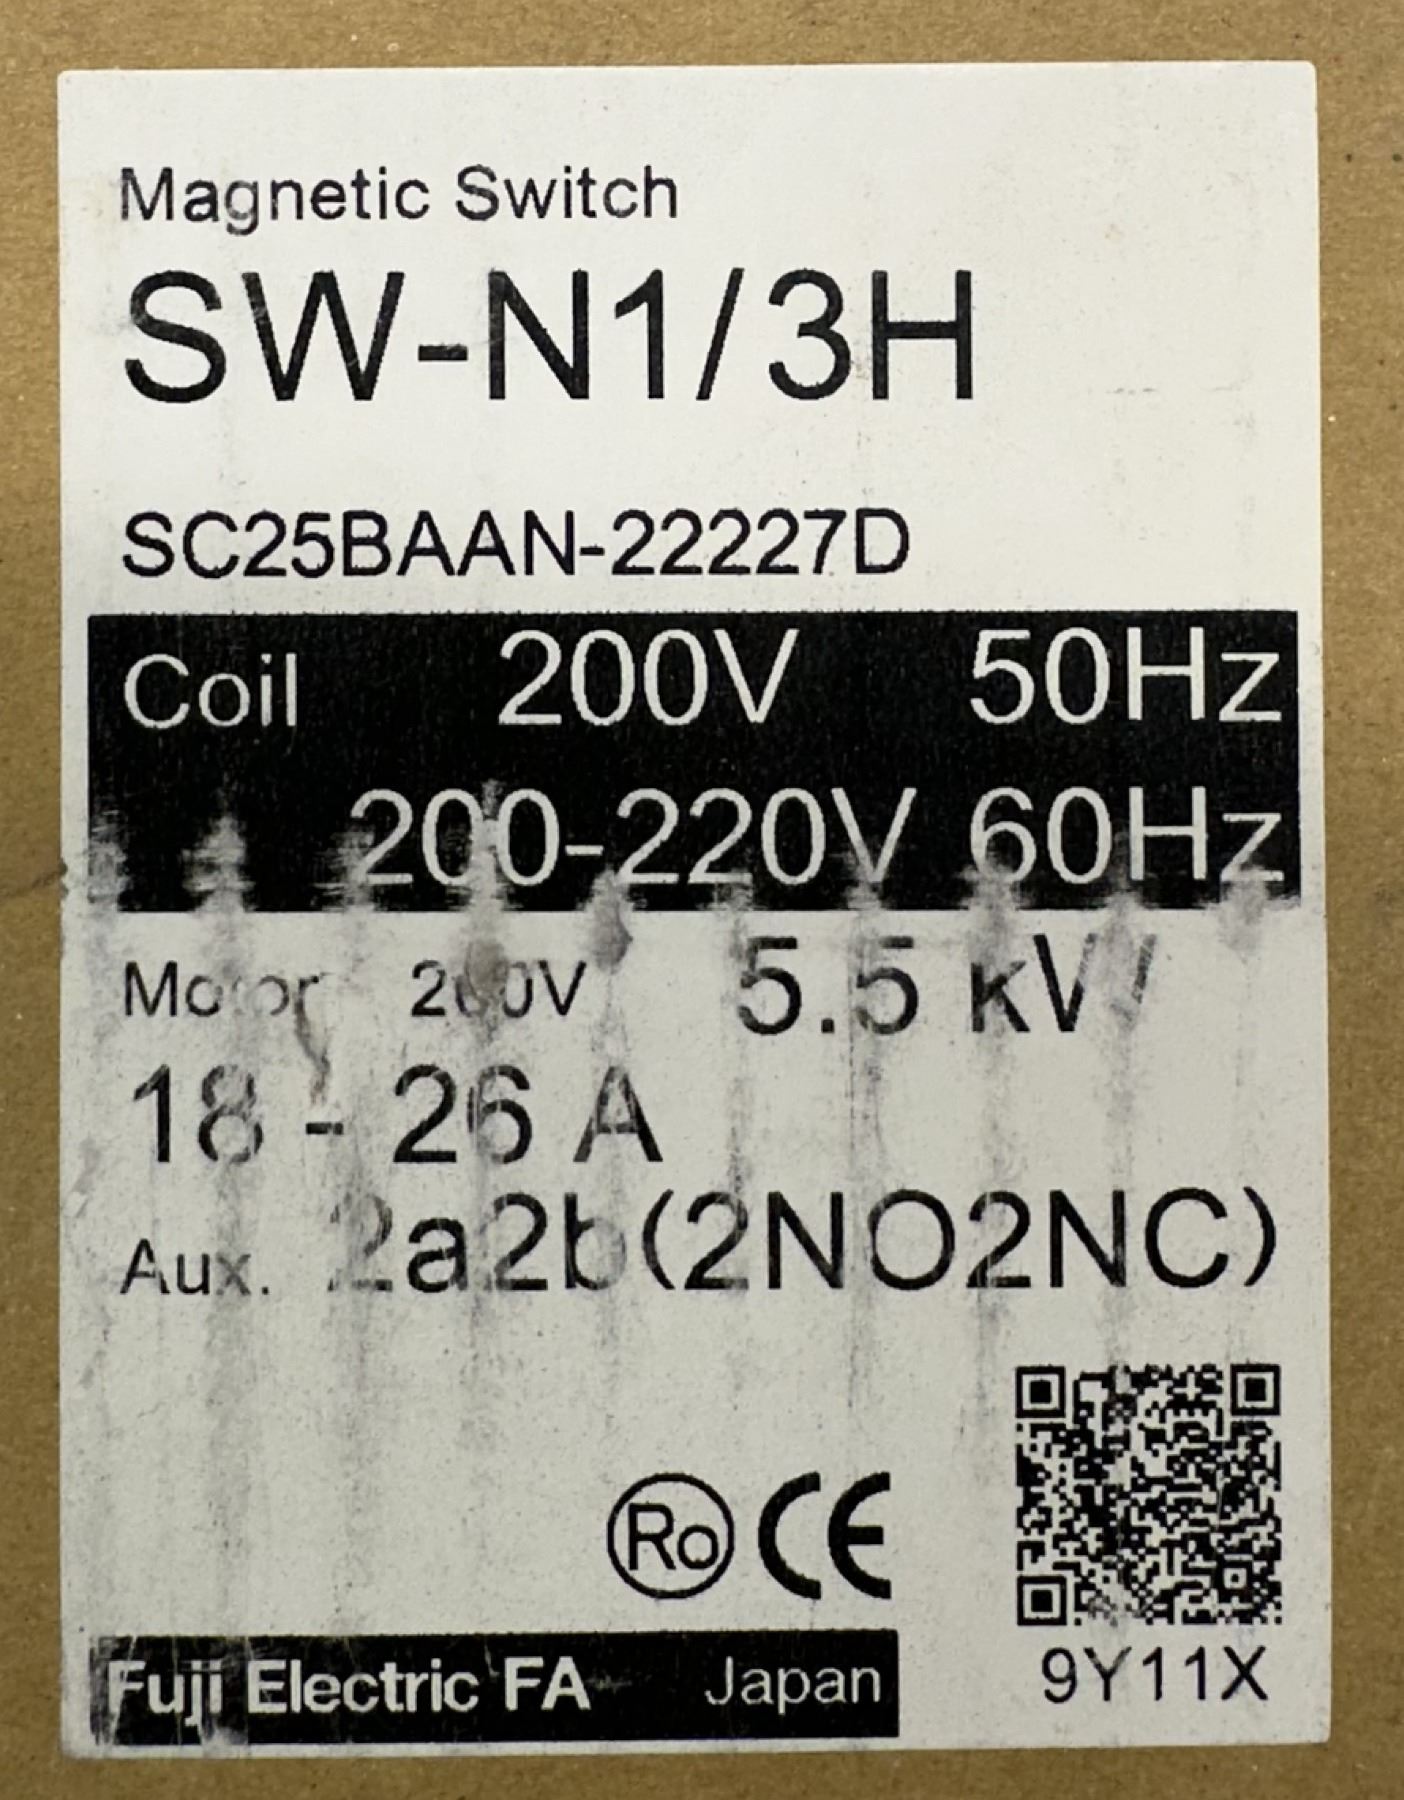 Magnetic Switch
SW-N1/3H
SC25BAAN-22227D
Coil 200V 50Hz
200-220V 60Hz
Motor 200V 5.5 kW
18 - 26 A
Aux. 2a2b(2NO2NC)
Ro CE
Fuji Electric FA Japan
9Y11X